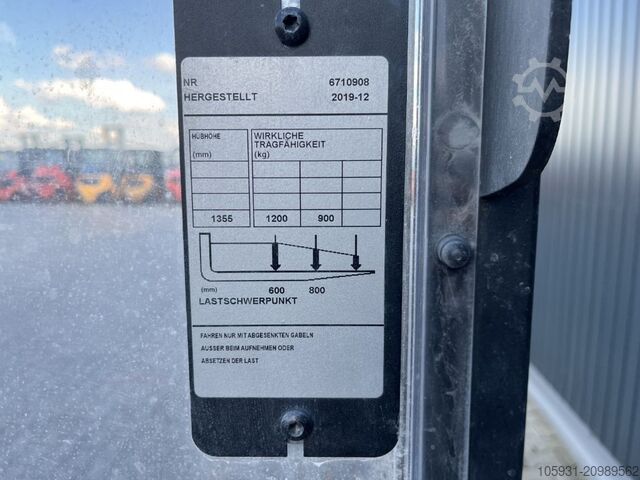 NR 6710908
HERGESTELLT 2019-12
HUBHÖHE WIRKLICHE
TRAGFÄHIGKEIT
(mm) (kg)
1355 1200 900
(mm) 600 800
LASTSCHWERPUNKT
FAHREN NUR MIT ABGESENKTEN GABELN
AUSSER BEIM AUFNEHMEN ODER
ABSETZEN DER LAST
105931-20989562